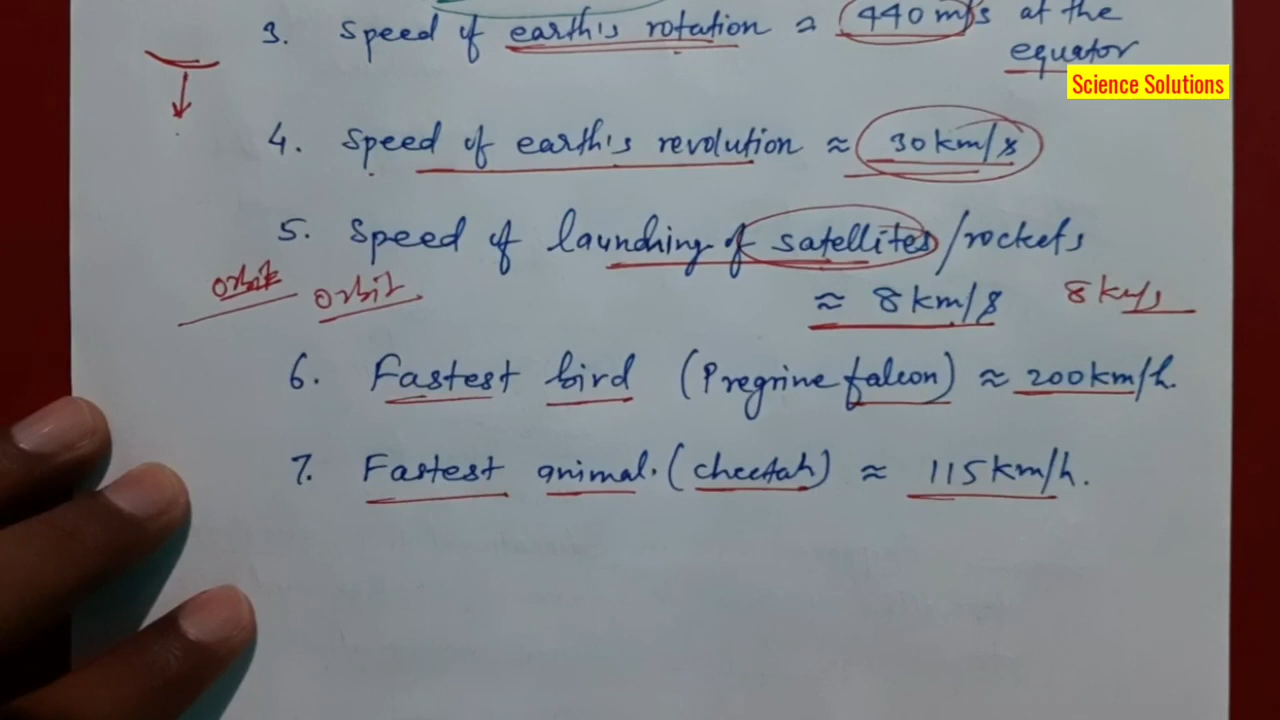 3. Speed of earth's rotation ≈ 440 m/s at the
equator
Science Solutions
4. Speed of earth's revolution ≈ 30 km/s
5. Speed of launching of satellites/rockets
orbit orbit
≈ 8 km/s 8 km/s
6. Fastest bird (Pregrine falcon) ≈ 200 km/h.
7. Fastest animal. (cheetah) ≈ 115 km/h.